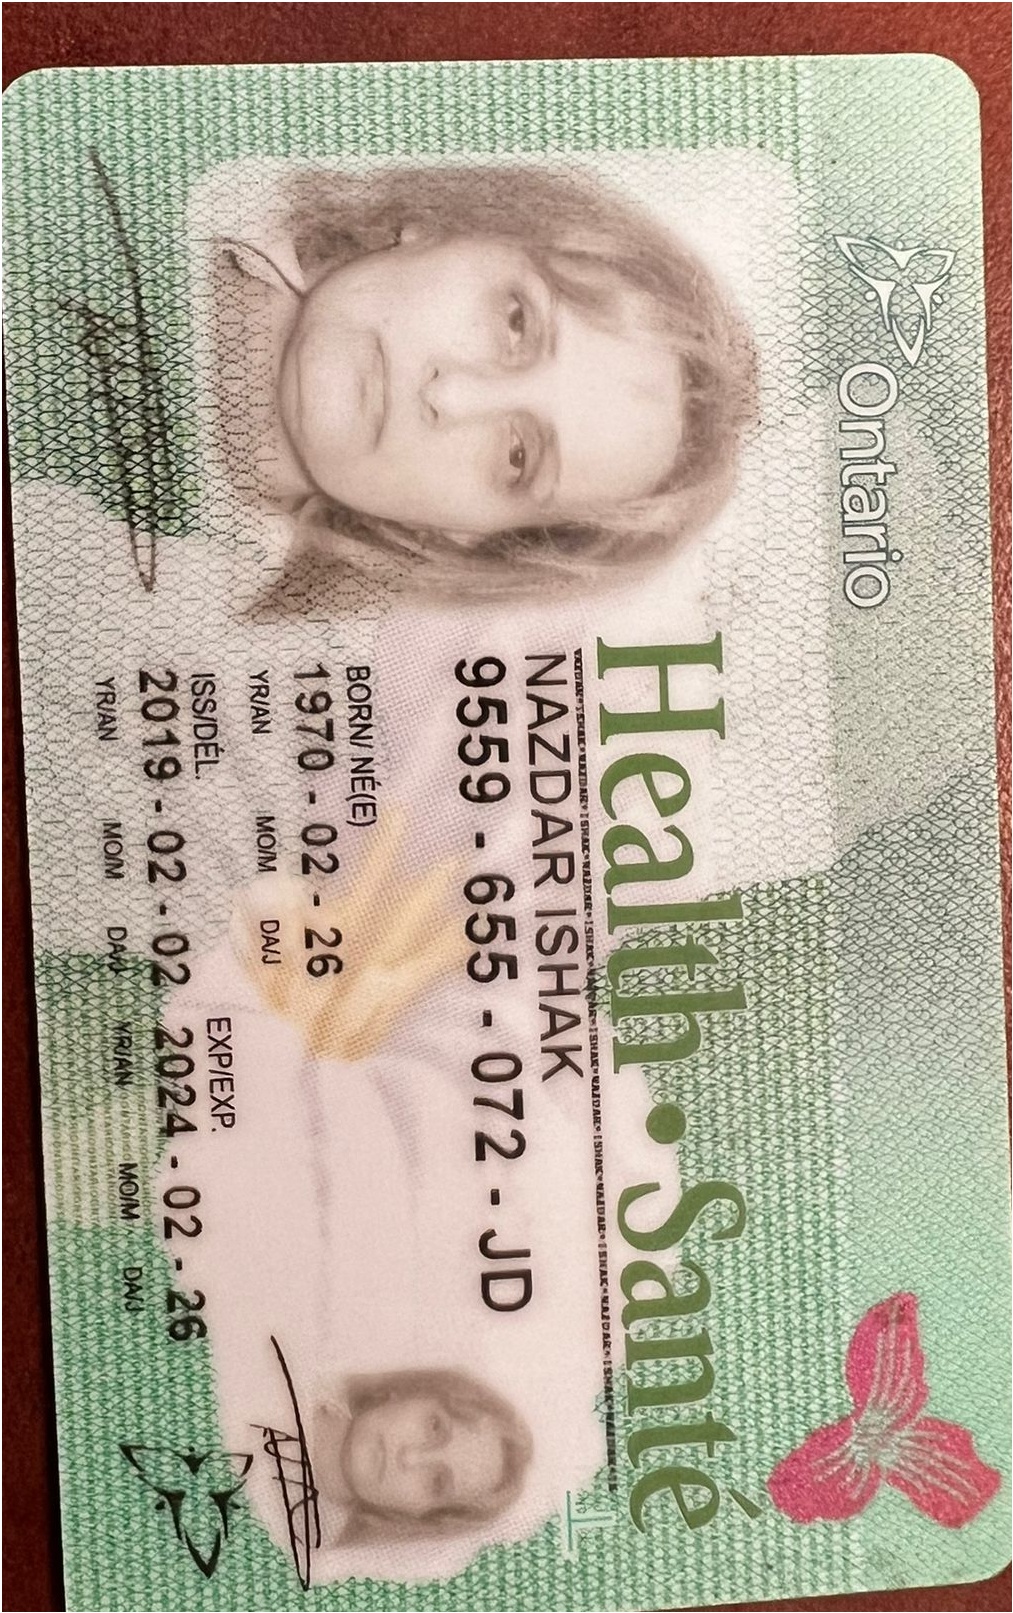 Ontario
Health • Santé
NAZDAR ISHAK
9559 - 655 - 072 - JD
BORN/ NÉ(E)
1970 - 02 - 26
YR/AN MO/M DA/J
ISS/DÉL. EXP/EXP.
2019 - 02 - 02 2024 - 02 - 26
YR/AN MO/M DA/J YR/AN MO/M DA/J